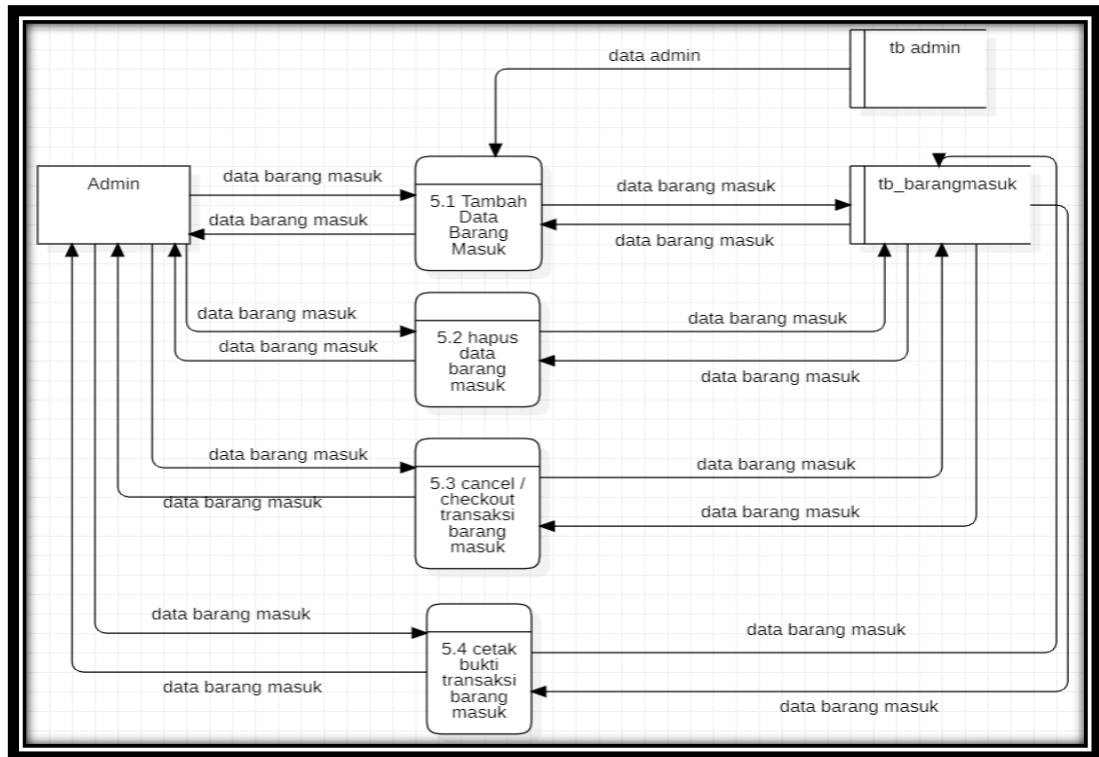 tb admin
data admin
Admin
data barang masuk
data barang masuk
5.1 Tambah
Data
Barang
Masuk
data barang masuk
data barang masuk
tb_barangmasuk
data barang masuk
data barang masuk
5.2 hapus
data
barang
masuk
data barang masuk
data barang masuk
data barang masuk
data barang masuk
5.3 cancel /
checkout
transaksi
barang
masuk
data barang masuk
data barang masuk
data barang masuk
data barang masuk
5.4 cetak
bukti
transaksi
barang
masuk
data barang masuk
data barang masuk